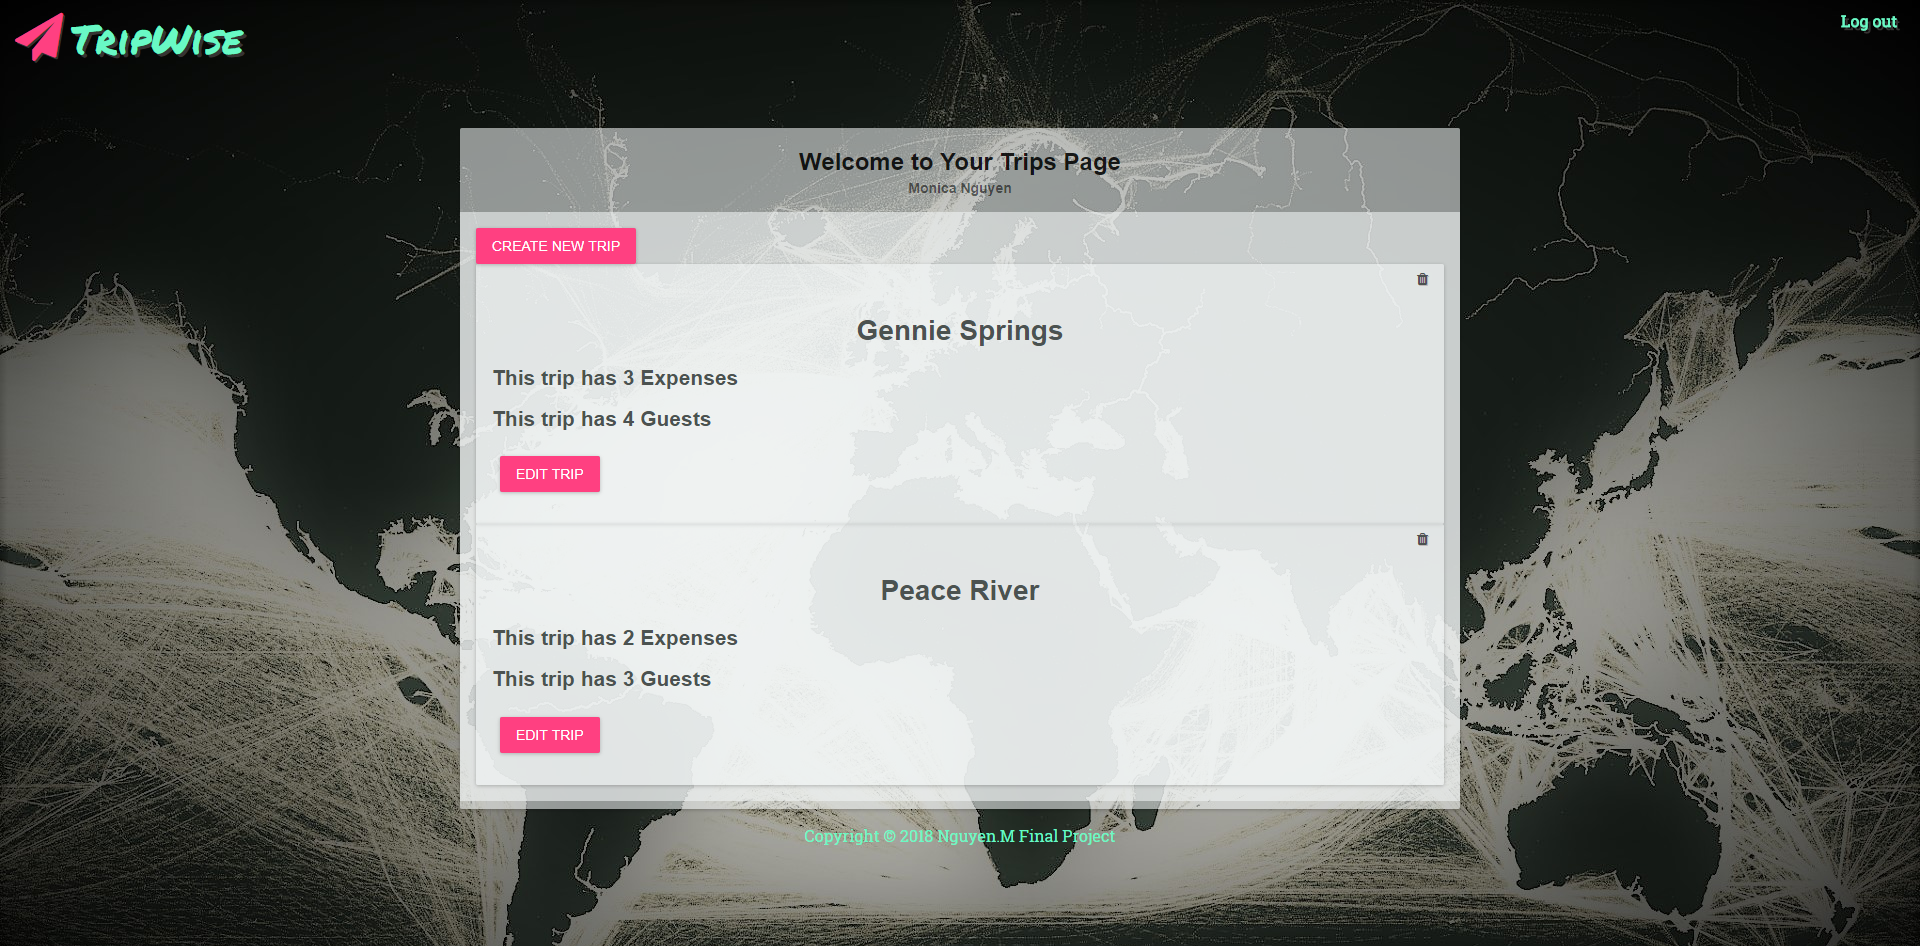 TripWise
Log out
Welcome to Your Trips Page
Monica Nguyen
CREATE NEW TRIP
Gennie Springs
This trip has 3 Expenses
This trip has 4 Guests
EDIT TRIP
Peace River
This trip has 2 Expenses
This trip has 3 Guests
EDIT TRIP
Copyright © 2018 Nguyen.M Final Project